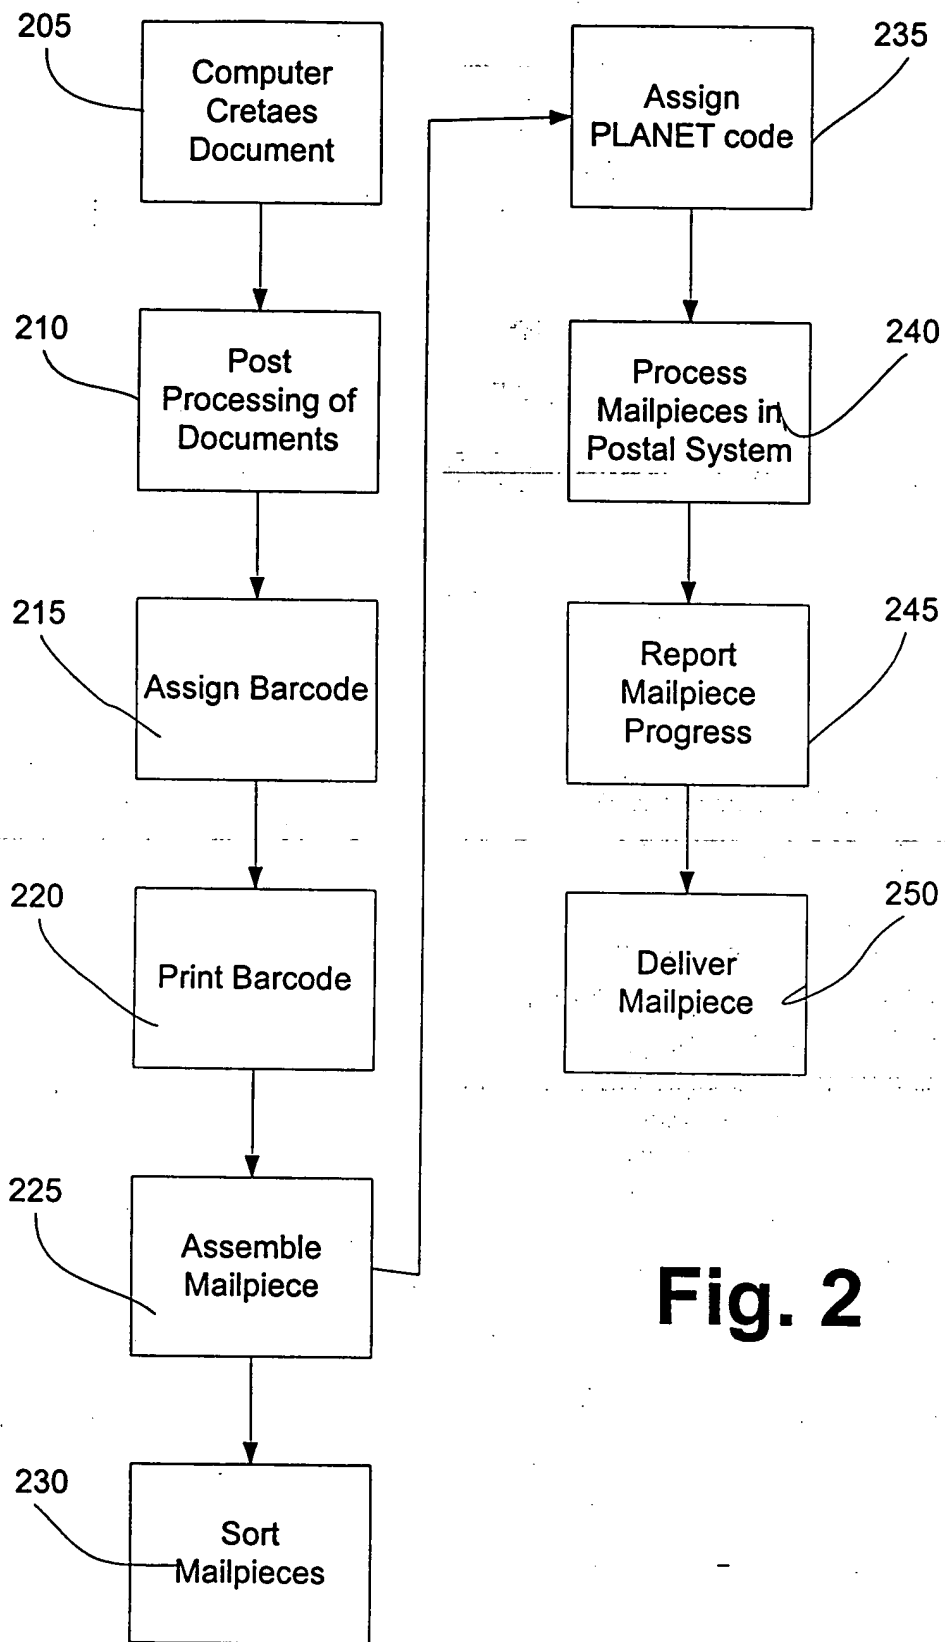 205
Computer
Cretaes
Document
210
Post
Processing of
Documents
215
Assign Barcode
220
Print Barcode
225
Assemble
Mailpiece
230
Sort
Mailpieces
235
Assign
PLANET code
240
Process
Mailpieces in
Postal System
245
Report
Mailpiece
Progress
250
Deliver
Mailpiece
Fig. 2